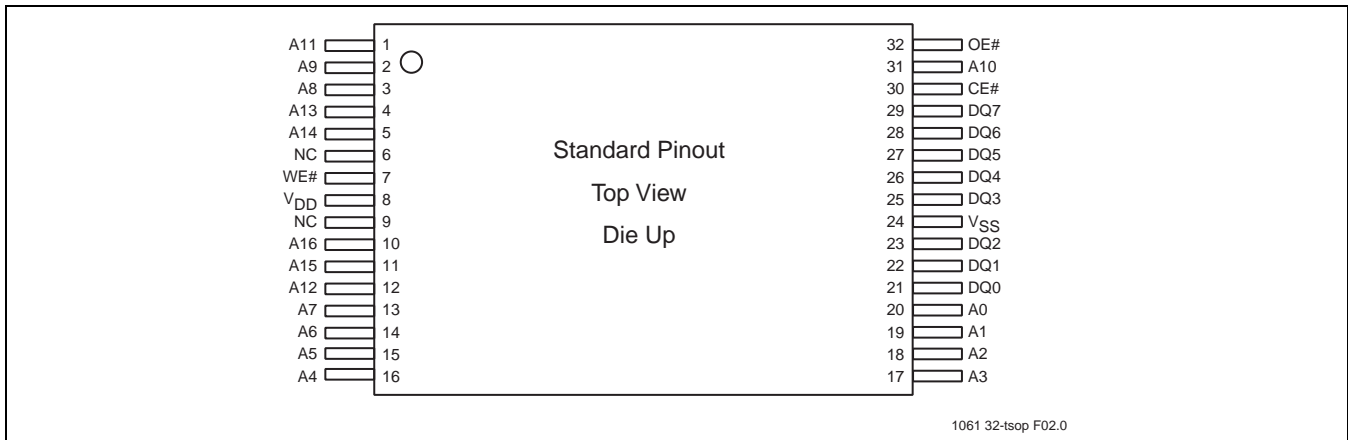 A11 1 32 OE#
A9 2 31 A10
A8 3 30 CE#
A13 4 29 DQ7
A14 5 28 DQ6
NC 6 27 DQ5
WE# 7 26 DQ4
VDD 8 25 DQ3
NC 9 24 VSS
A16 10 23 DQ2
A15 11 22 DQ1
A12 12 21 DQ0
A7 13 20 A0
A6 14 19 A1
A5 15 18 A2
A4 16 17 A3
Standard Pinout
Top View
Die Up
1061 32-tsop F02.0